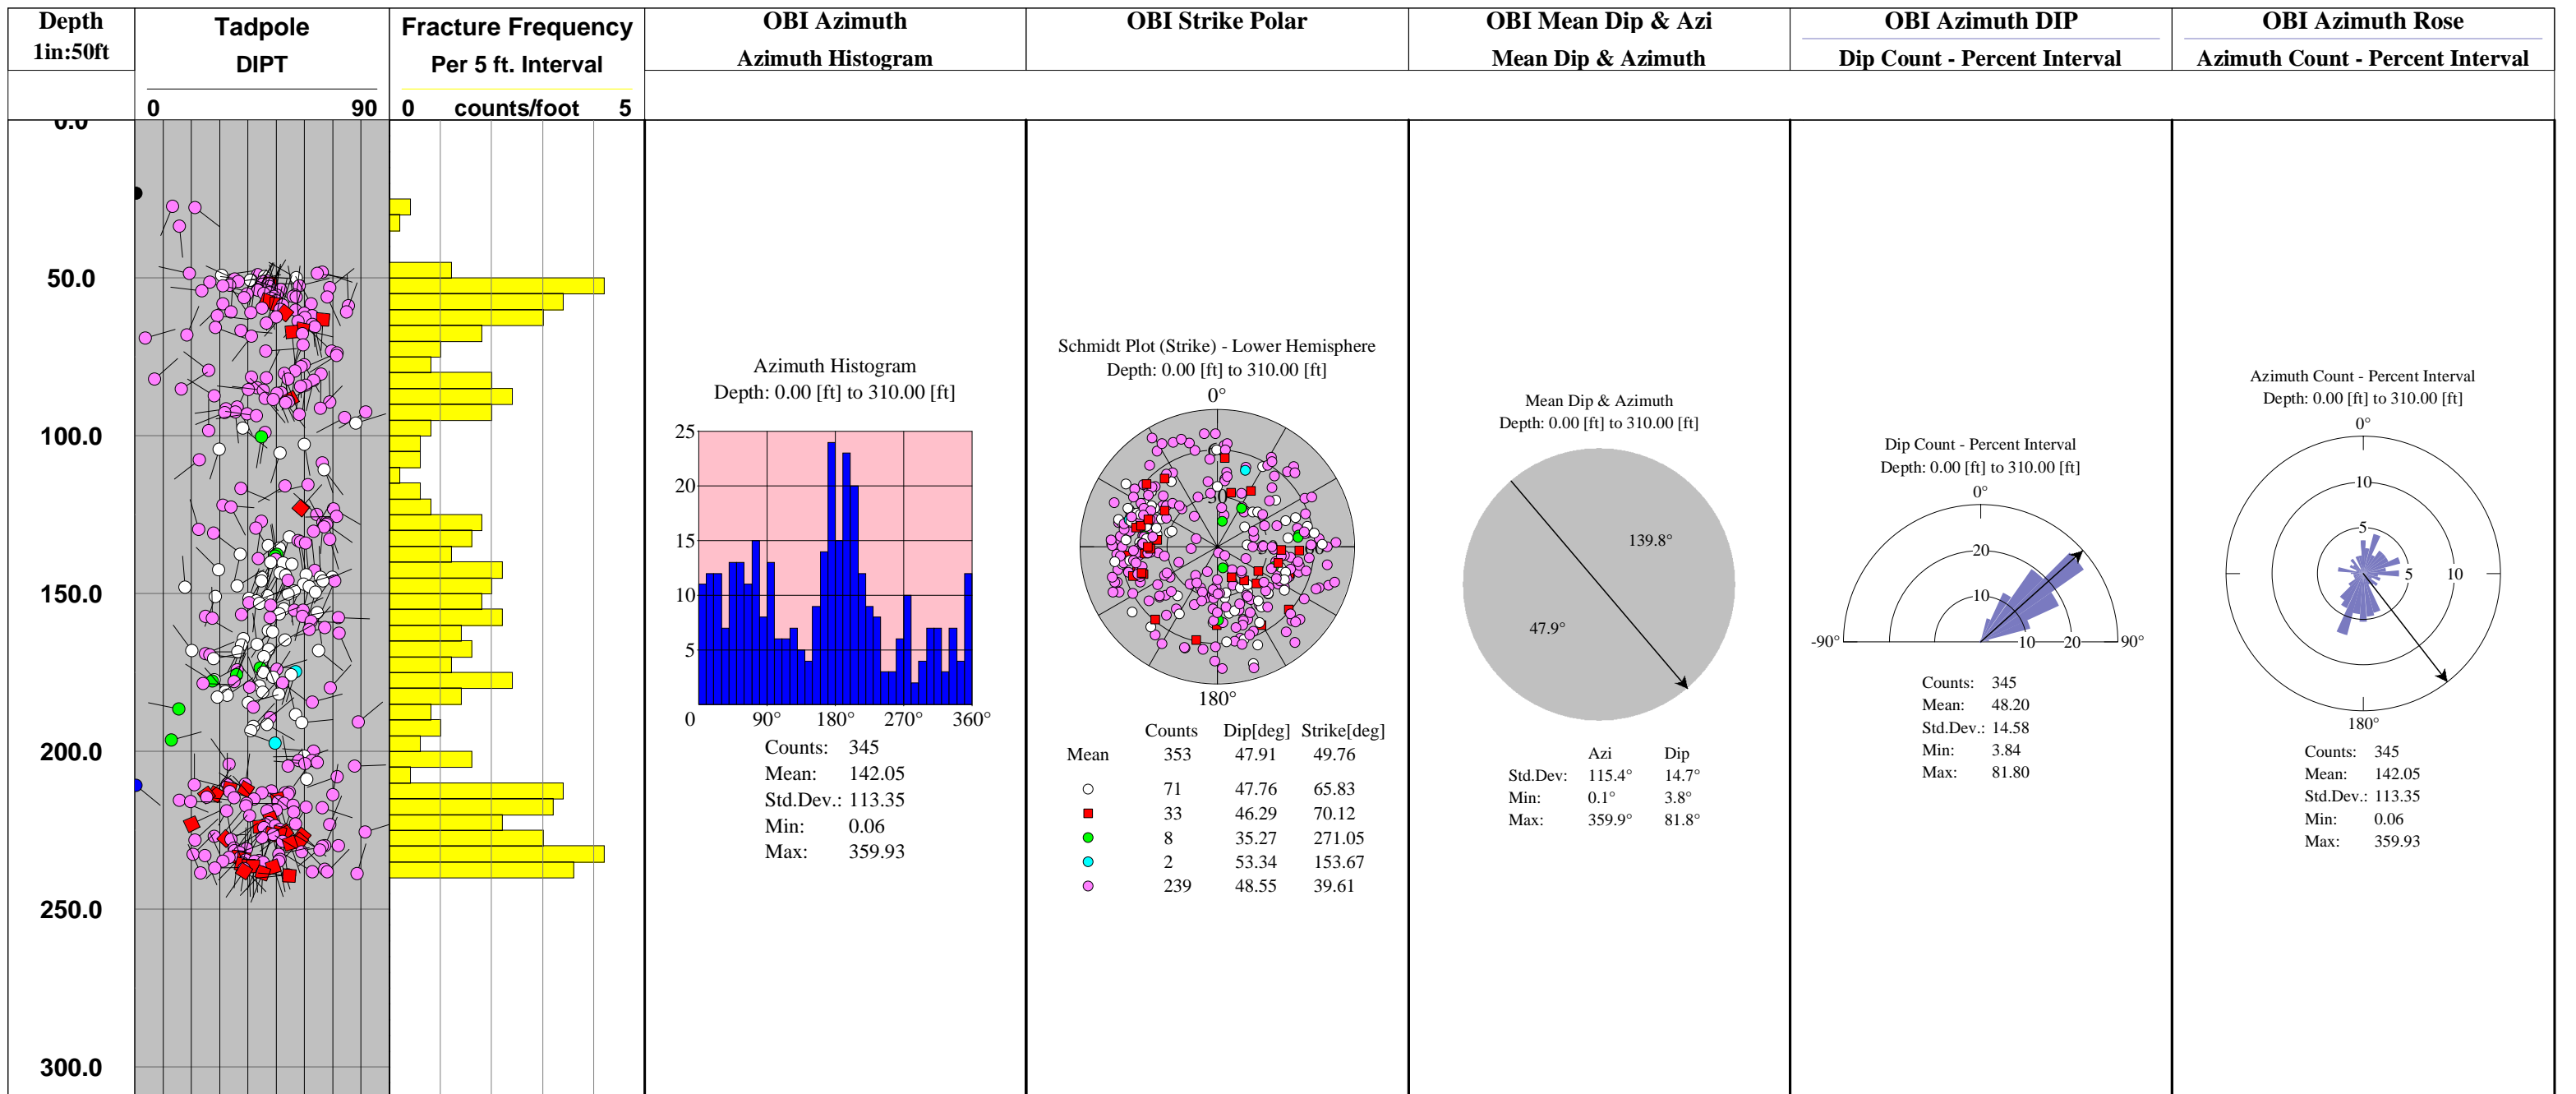 Depth
1in:50ft
Tadpole
DIPT
0 90
Fracture Frequency
Per 5 ft. Interval
0 counts/foot 5
OBI Azimuth
Azimuth Histogram
OBI Strike Polar
OBI Mean Dip & Azi
Mean Dip & Azimuth
OBI Azimuth DIP
Dip Count - Percent Interval
OBI Azimuth Rose
Azimuth Count - Percent Interval
0.0
50.0
100.0
150.0
200.0
250.0
300.0
Azimuth Histogram
Depth: 0.00 [ft] to 310.00 [ft]
25
20
15
10
5
0 90° 180° 270° 360°
Counts: 345
Mean: 142.05
Std.Dev.: 113.35
Min: 0.06
Max: 359.93
Schmidt Plot (Strike) - Lower Hemisphere
Depth: 0.00 [ft] to 310.00 [ft]
0°
180°
Counts Dip[deg] Strike[deg]
Mean 353 47.91 49.76
71 47.76 65.83
33 46.29 70.12
8 35.27 271.05
2 53.34 153.67
239 48.55 39.61
Mean Dip & Azimuth
Depth: 0.00 [ft] to 310.00 [ft]
139.8°
47.9°
Azi Dip
Std.Dev: 115.4° 14.7°
Min: 0.1° 3.8°
Max: 359.9° 81.8°
Dip Count - Percent Interval
Depth: 0.00 [ft] to 310.00 [ft]
0°
20
10
-90° 10 20 90°
Counts: 345
Mean: 48.20
Std.Dev.: 14.58
Min: 3.84
Max: 81.80
Azimuth Count - Percent Interval
Depth: 0.00 [ft] to 310.00 [ft]
0°
10
5
5 10
180°
Counts: 345
Mean: 142.05
Std.Dev.: 113.35
Min: 0.06
Max: 359.93